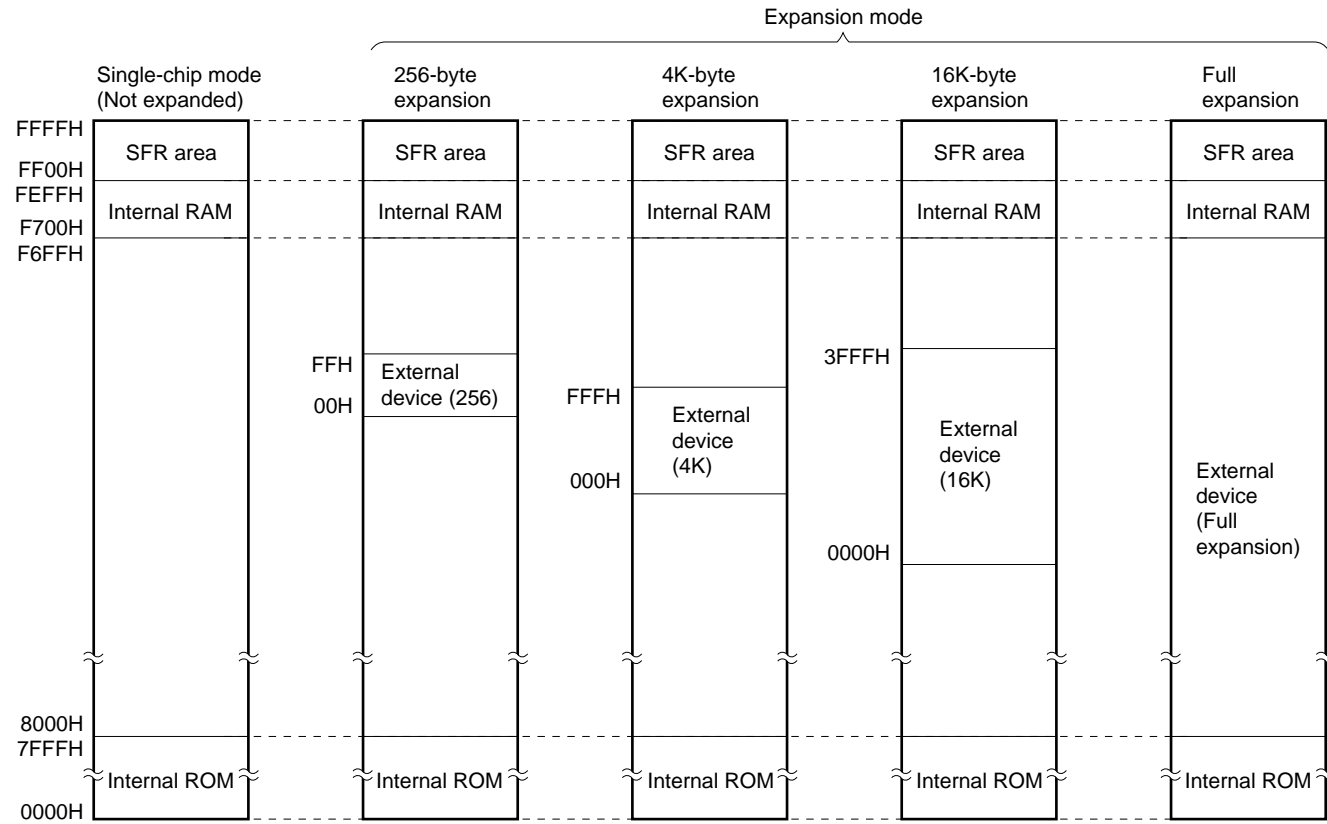 Expansion mode
Single-chip mode
(Not expanded)
256-byte
expansion
4K-byte
expansion
16K-byte
expansion
Full
expansion
FFFFH
FF00H
FEFFH
F700H
F6FFH
8000H
7FFFH
0000H
SFR area
Internal RAM
Internal ROM
SFR area
Internal RAM
FFH
00H
External
device (256)
Internal ROM
SFR area
Internal RAM
FFFH
000H
External
device
(4K)
Internal ROM
SFR area
Internal RAM
3FFFH
0000H
External
device
(16K)
Internal ROM
SFR area
Internal RAM
External
device
(Full
expansion)
Internal ROM